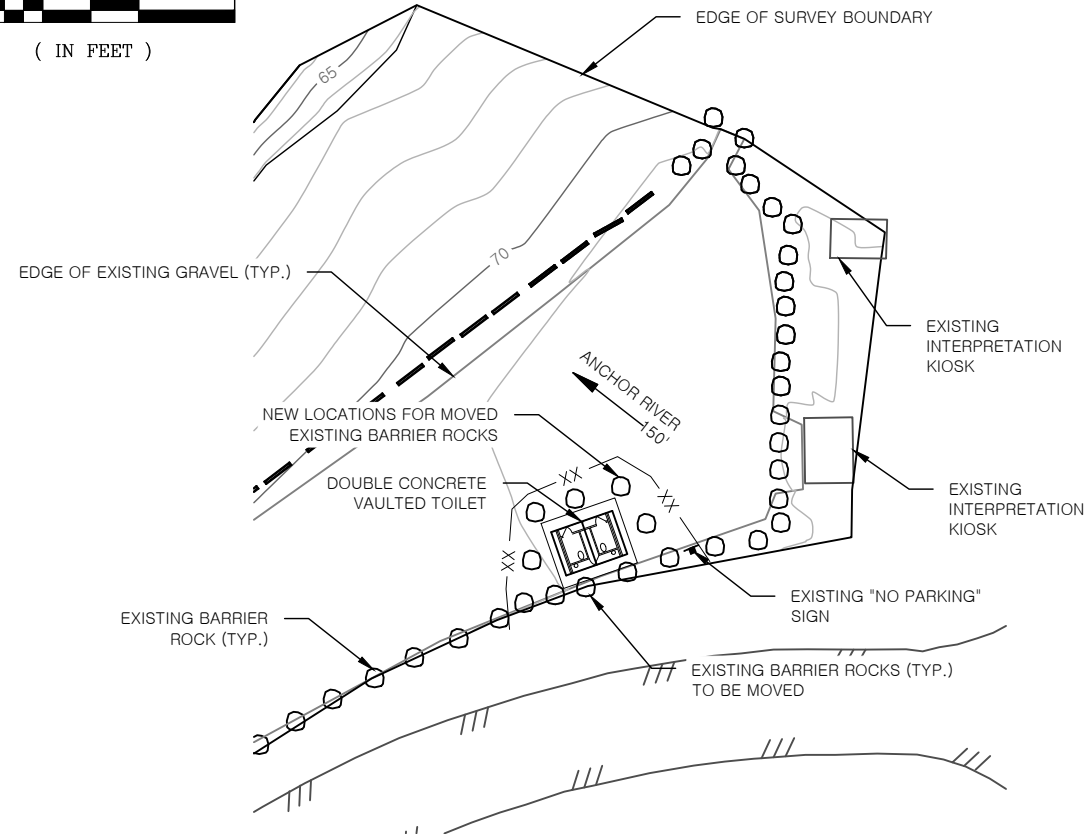 ( IN FEET )
EDGE OF SURVEY BOUNDARY
65
70
EDGE OF EXISTING GRAVEL (TYP.)
EXISTING
INTERPRETATION
KIOSK
ANCHOR RIVER
150'
NEW LOCATIONS FOR MOVED
EXISTING BARRIER ROCKS
XX
DOUBLE CONCRETE
VAULTED TOILET
XX
EXISTING
INTERPRETATION
KIOSK
XX
EXISTING "NO PARKING"
SIGN
EXISTING BARRIER
ROCK (TYP.)
EXISTING BARRIER ROCKS (TYP.)
TO BE MOVED